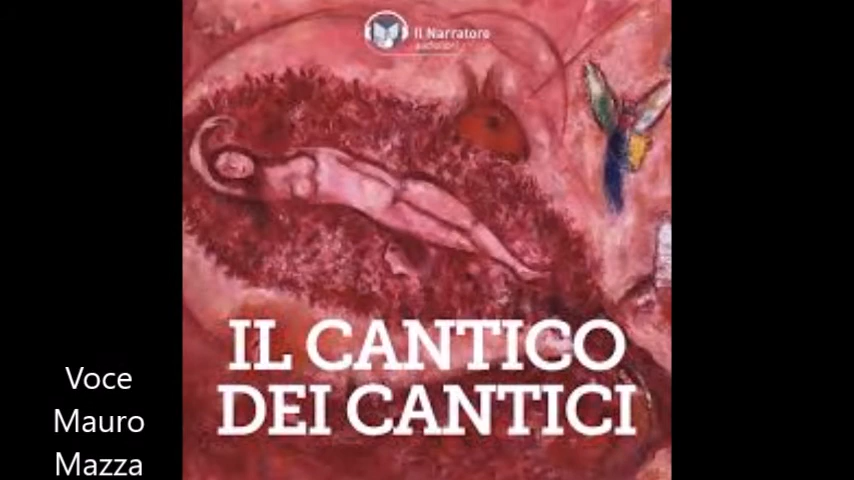 Il Narratore
audiolibri
IL CANTICO
DEI CANTICI
Voce
Mauro
Mazza